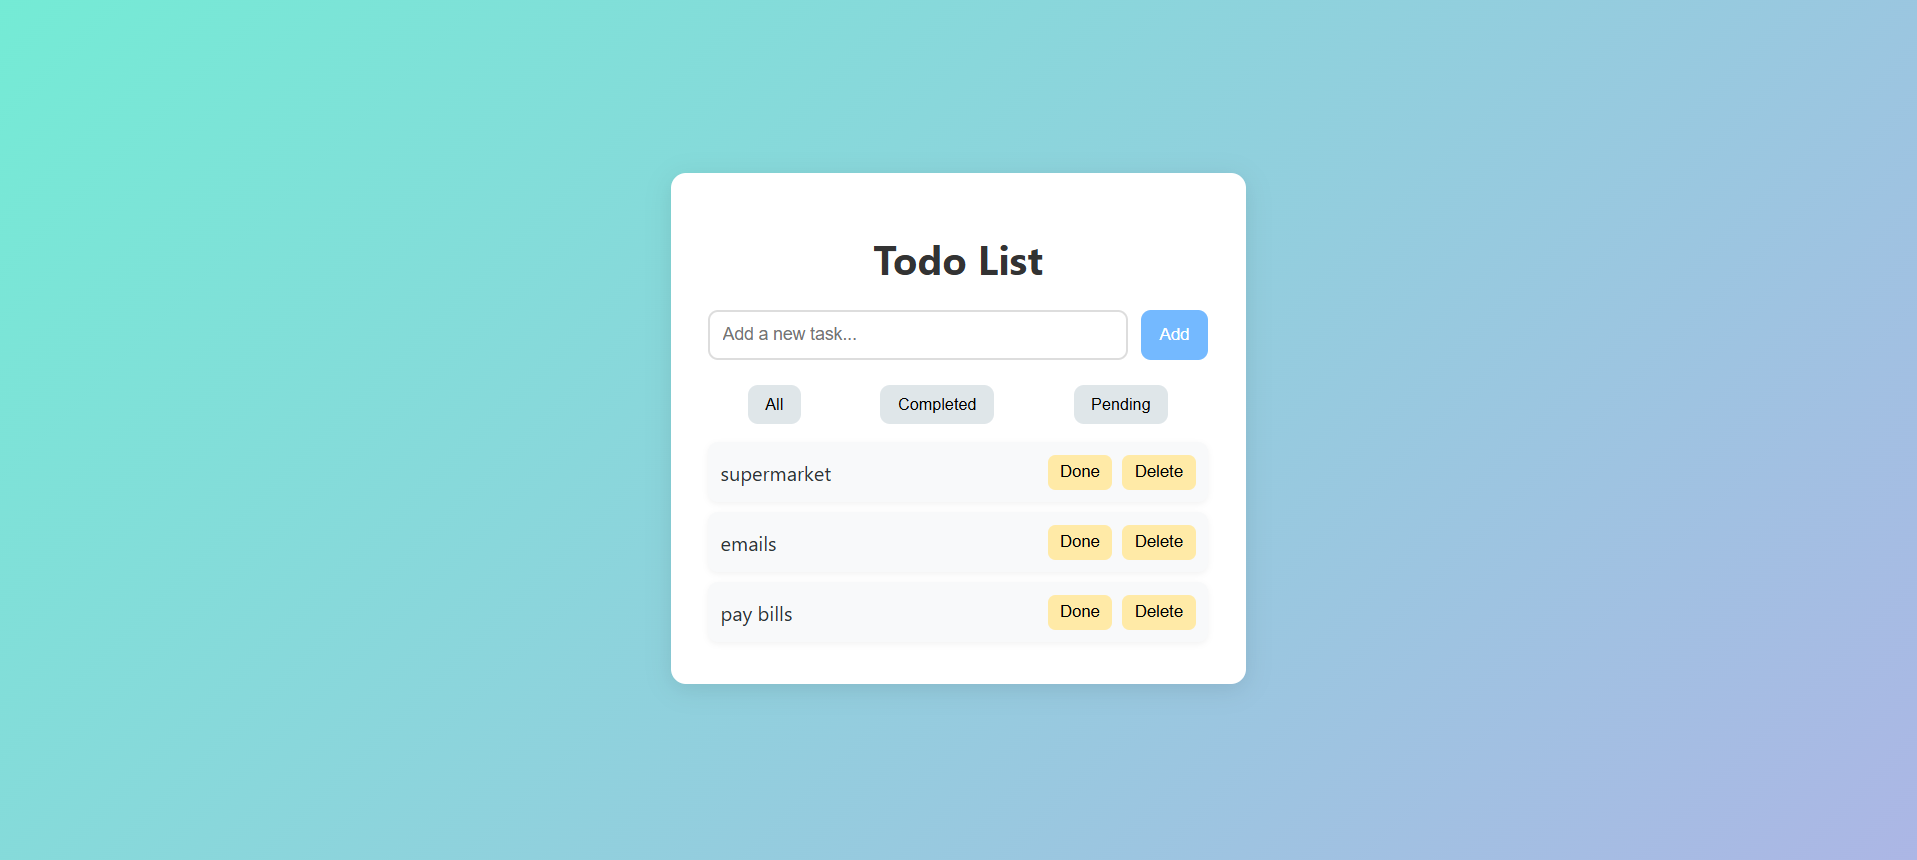 Todo List
Add a new task...
Add
All
Completed
Pending
supermarket
Done
Delete
emails
Done
Delete
pay bills
Done
Delete